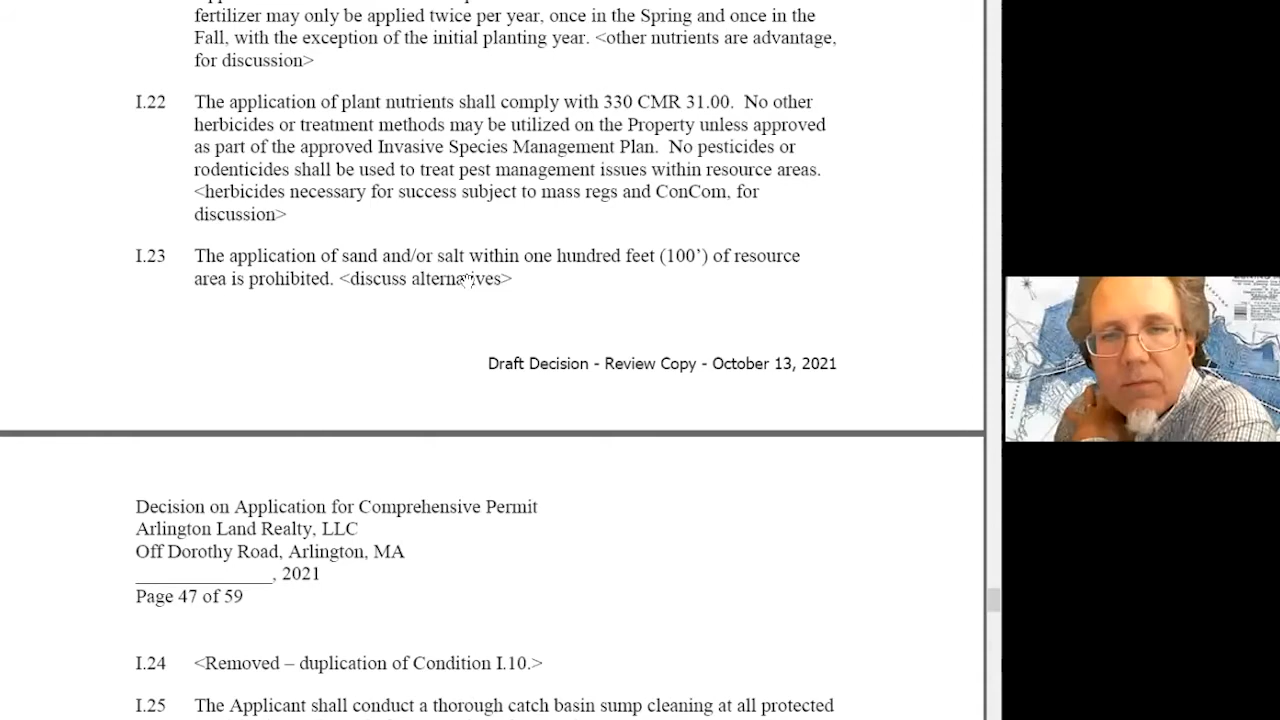 fertilizer may only be applied twice per year, once in the Spring and once in the
Fall, with the exception of the initial planting year. <other nutrients are advantage,
for discussion>
I.22 The application of plant nutrients shall comply with 330 CMR 31.00. No other
herbicides or treatment methods may be utilized on the Property unless approved
as part of the approved Invasive Species Management Plan. No pesticides or
rodenticides shall be used to treat pest management issues within resource areas.
<herbicides necessary for success subject to mass regs and ConCom, for
discussion>
I.23 The application of sand and/or salt within one hundred feet (100’) of resource
area is prohibited. <discuss alternatives>
Draft Decision - Review Copy - October 13, 2021
Decision on Application for Comprehensive Permit
Arlington Land Realty, LLC
Off Dorothy Road, Arlington, MA
_______________, 2021
Page 47 of 59
I.24 <Removed – duplication of Condition I.10.>
I.25 The Applicant shall conduct a thorough catch basin sump cleaning at all protected